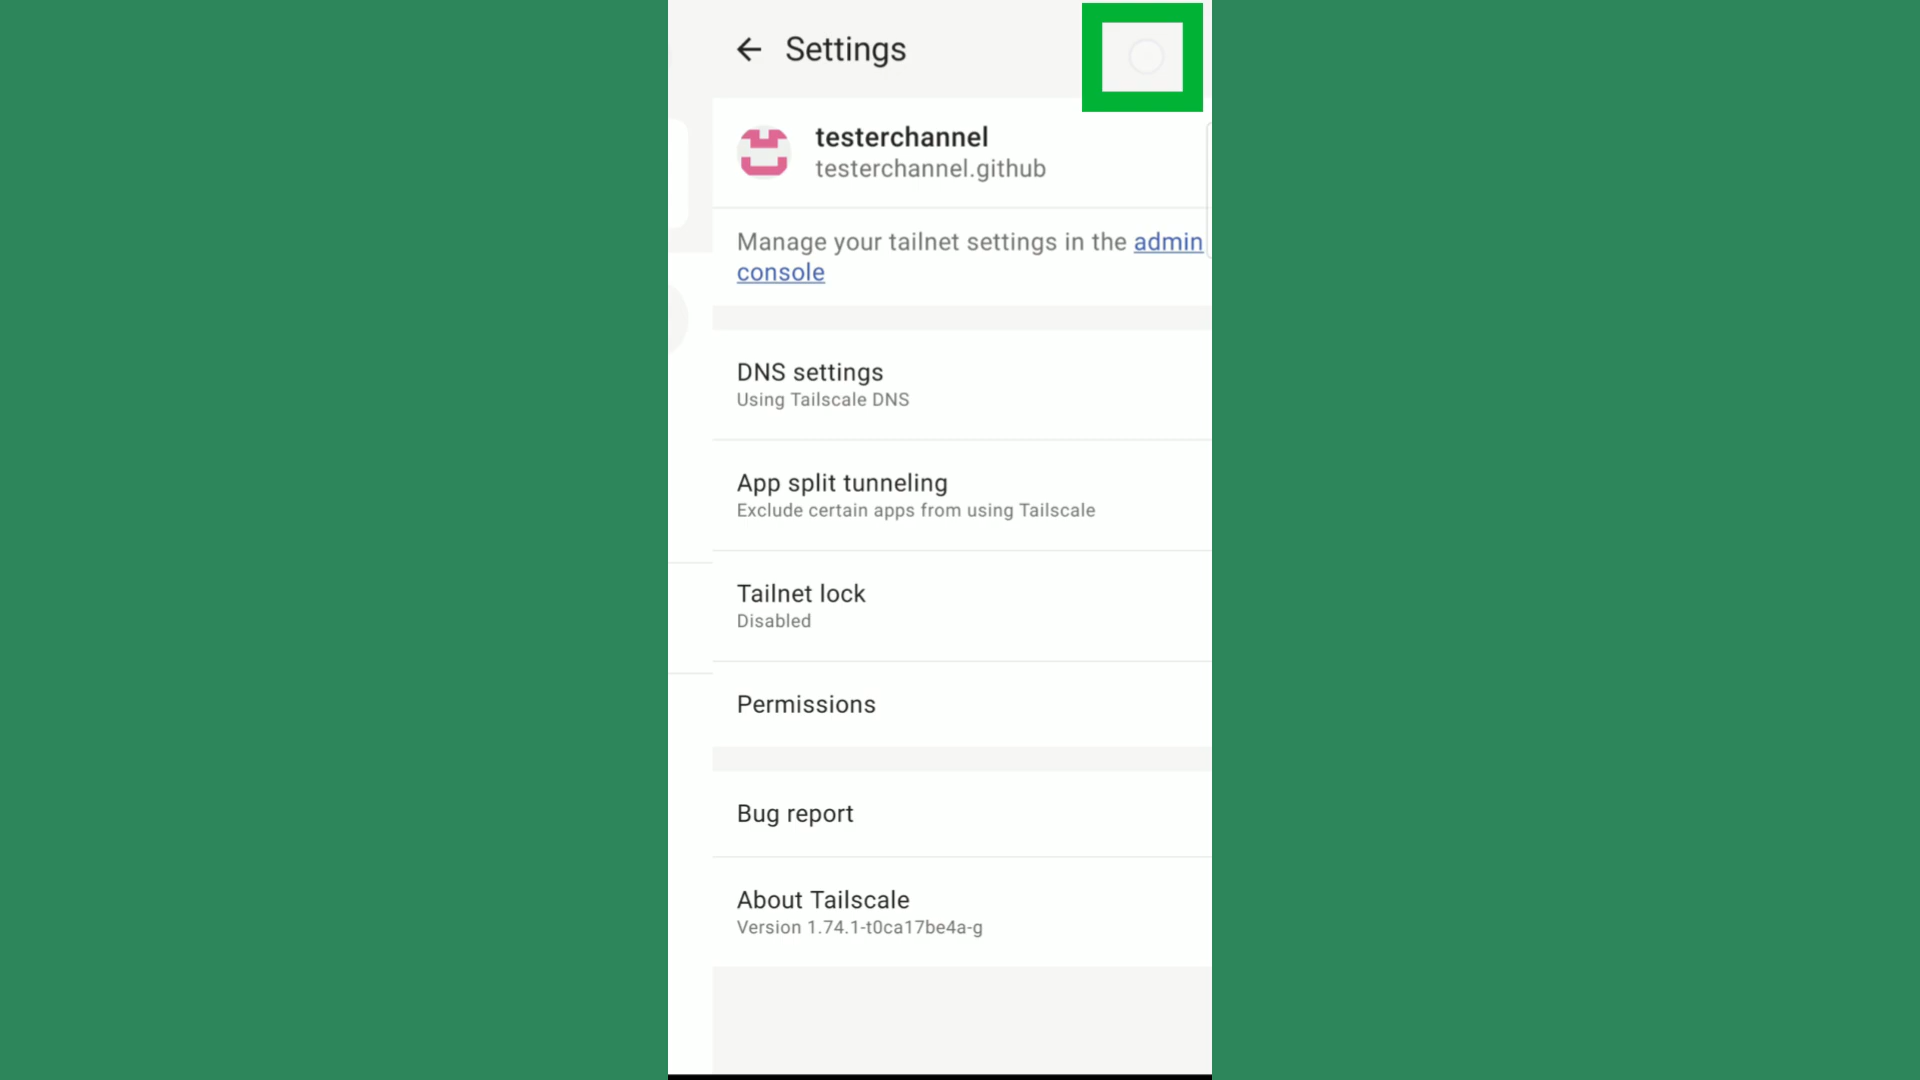 Settings
testerchannel
testerchannel.github
Manage your tailnet settings in the admin
console
DNS settings
Using Tailscale DNS
App split tunneling
Exclude certain apps from using Tailscale
Tailnet lock
Disabled
Permissions
Bug report
About Tailscale
Version 1.74.1-t0ca17be4a-g